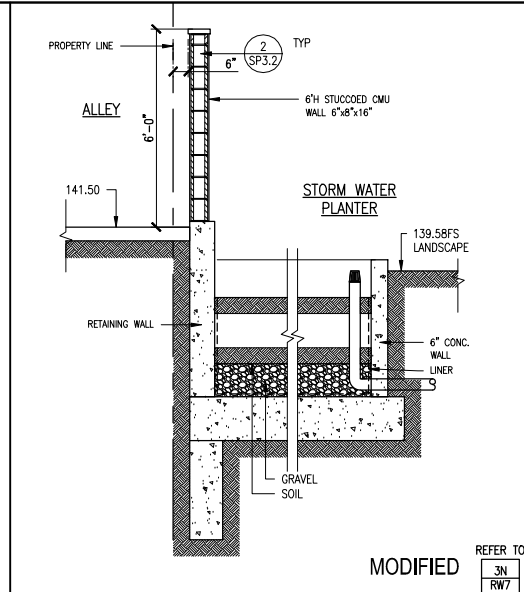 PROPERTY LINE
2
SP3.2
TYP
6"
6'H STUCCOED CMU
WALL 6"x8"x16"
ALLEY
6'-0"
141.50
STORM WATER
PLANTER
139.58FS
LANDSCAPE
RETAINING WALL
6" CONC.
WALL
LINER
GRAVEL
SOIL
MODIFIED
REFER TO
3N
RW7